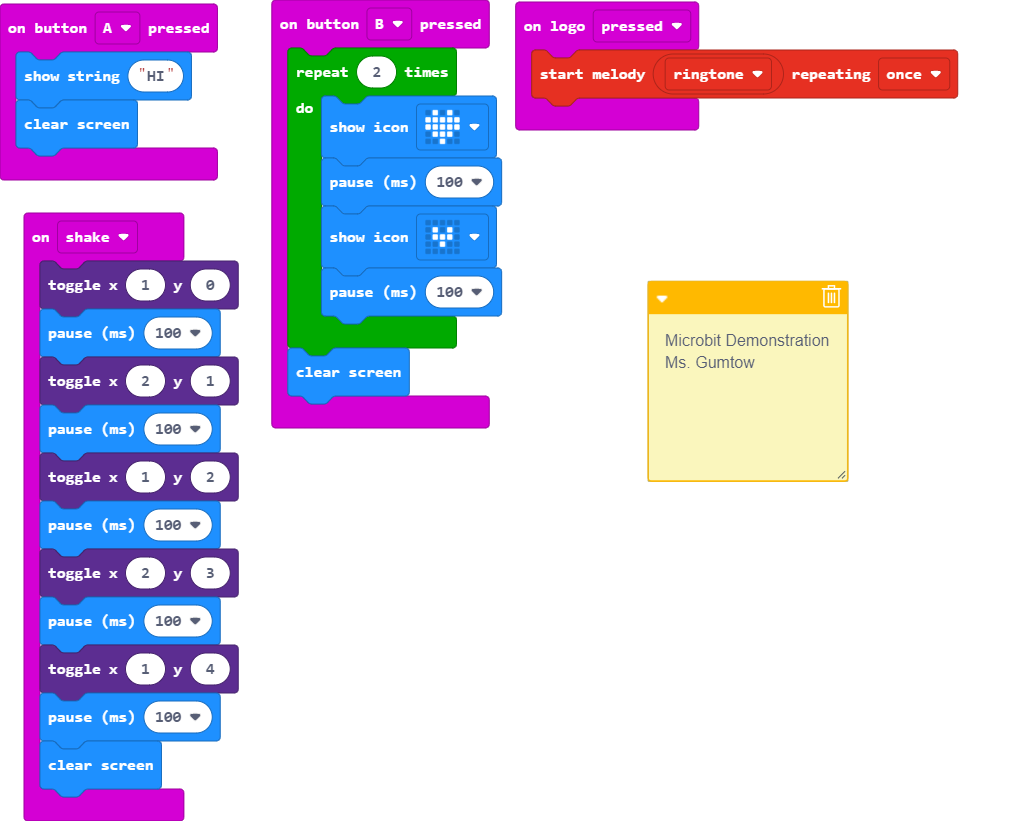 on button A pressed
show string "HI"
clear screen
on button B pressed
repeat 2 times
do
show icon
pause (ms) 100
show icon
pause (ms) 100
clear screen
on logo pressed
start melody ringtone repeating once
on shake
toggle x 1 y 0
pause (ms) 100
toggle x 2 y 1
pause (ms) 100
toggle x 1 y 2
pause (ms) 100
toggle x 2 y 3
pause (ms) 100
toggle x 1 y 4
pause (ms) 100
clear screen
Microbit Demonstration
Ms. Gumtow